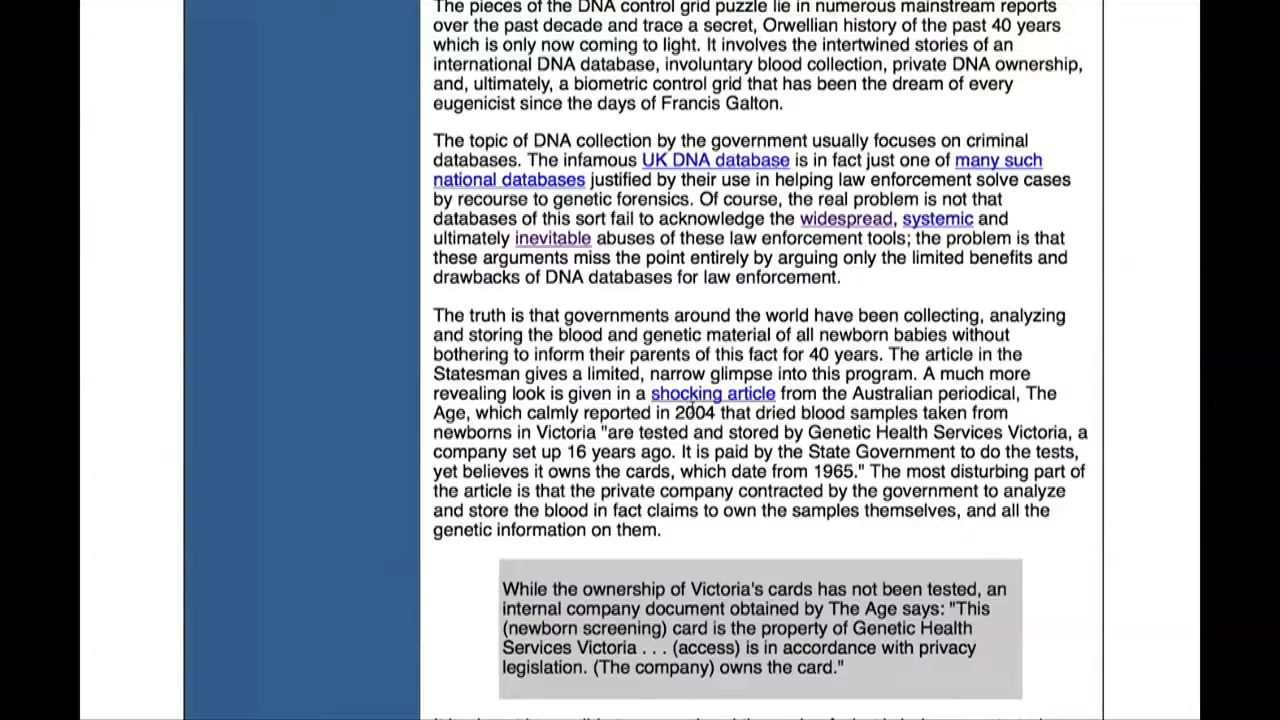 The pieces of the DNA control grid puzzle lie in numerous mainstream reports
over the past decade and trace a secret, Orwellian history of the past 40 years
which is only now coming to light. It involves the intertwined stories of an
international DNA database, involuntary blood collection, private DNA ownership,
and, ultimately, a biometric control grid that has been the dream of every
eugenicist since the days of Francis Galton.
The topic of DNA collection by the government usually focuses on criminal
databases. The infamous UK DNA database is in fact just one of many such
national databases justified by their use in helping law enforcement solve cases
by recourse to genetic forensics. Of course, the real problem is not that
databases of this sort fail to acknowledge the widespread, systemic and
ultimately inevitable abuses of these law enforcement tools; the problem is that
these arguments miss the point entirely by arguing only the limited benefits and
drawbacks of DNA databases for law enforcement.
The truth is that governments around the world have been collecting, analyzing
and storing the blood and genetic material of all newborn babies without
bothering to inform their parents of this fact for 40 years. The article in the
Statesman gives a limited, narrow glimpse into this program. A much more
revealing look is given in a shocking article from the Australian periodical, The
Age, which calmly reported in 2004 that dried blood samples taken from
newborns in Victoria "are tested and stored by Genetic Health Services Victoria, a
company set up 16 years ago. It is paid by the State Government to do the tests,
yet believes it owns the cards, which date from 1965." The most disturbing part of
the article is that the private company contracted by the government to analyze
and store the blood in fact claims to own the samples themselves, and all the
genetic information on them.
While the ownership of Victoria's cards has not been tested, an
internal company document obtained by The Age says: "This
(newborn screening) card is the property of Genetic Health
Services Victoria . . . (access) is in accordance with privacy
legislation. (The company) owns the card."